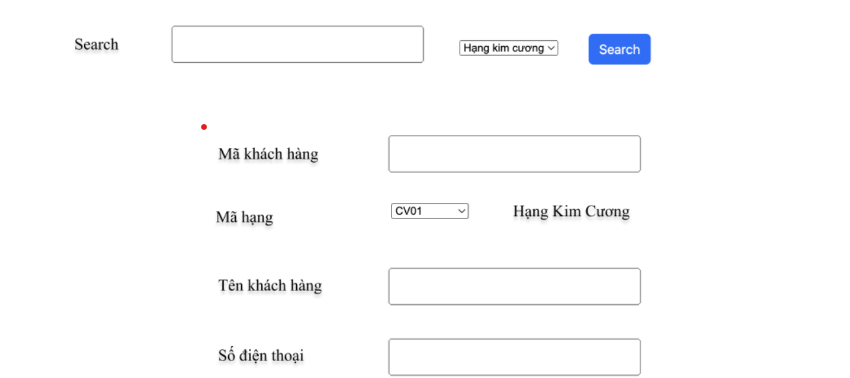 Search Hạng kim cương Search
Mã khách hàng
Mã hạng CV01 Hạng Kim Cương
Tên khách hàng
Số điện thoại